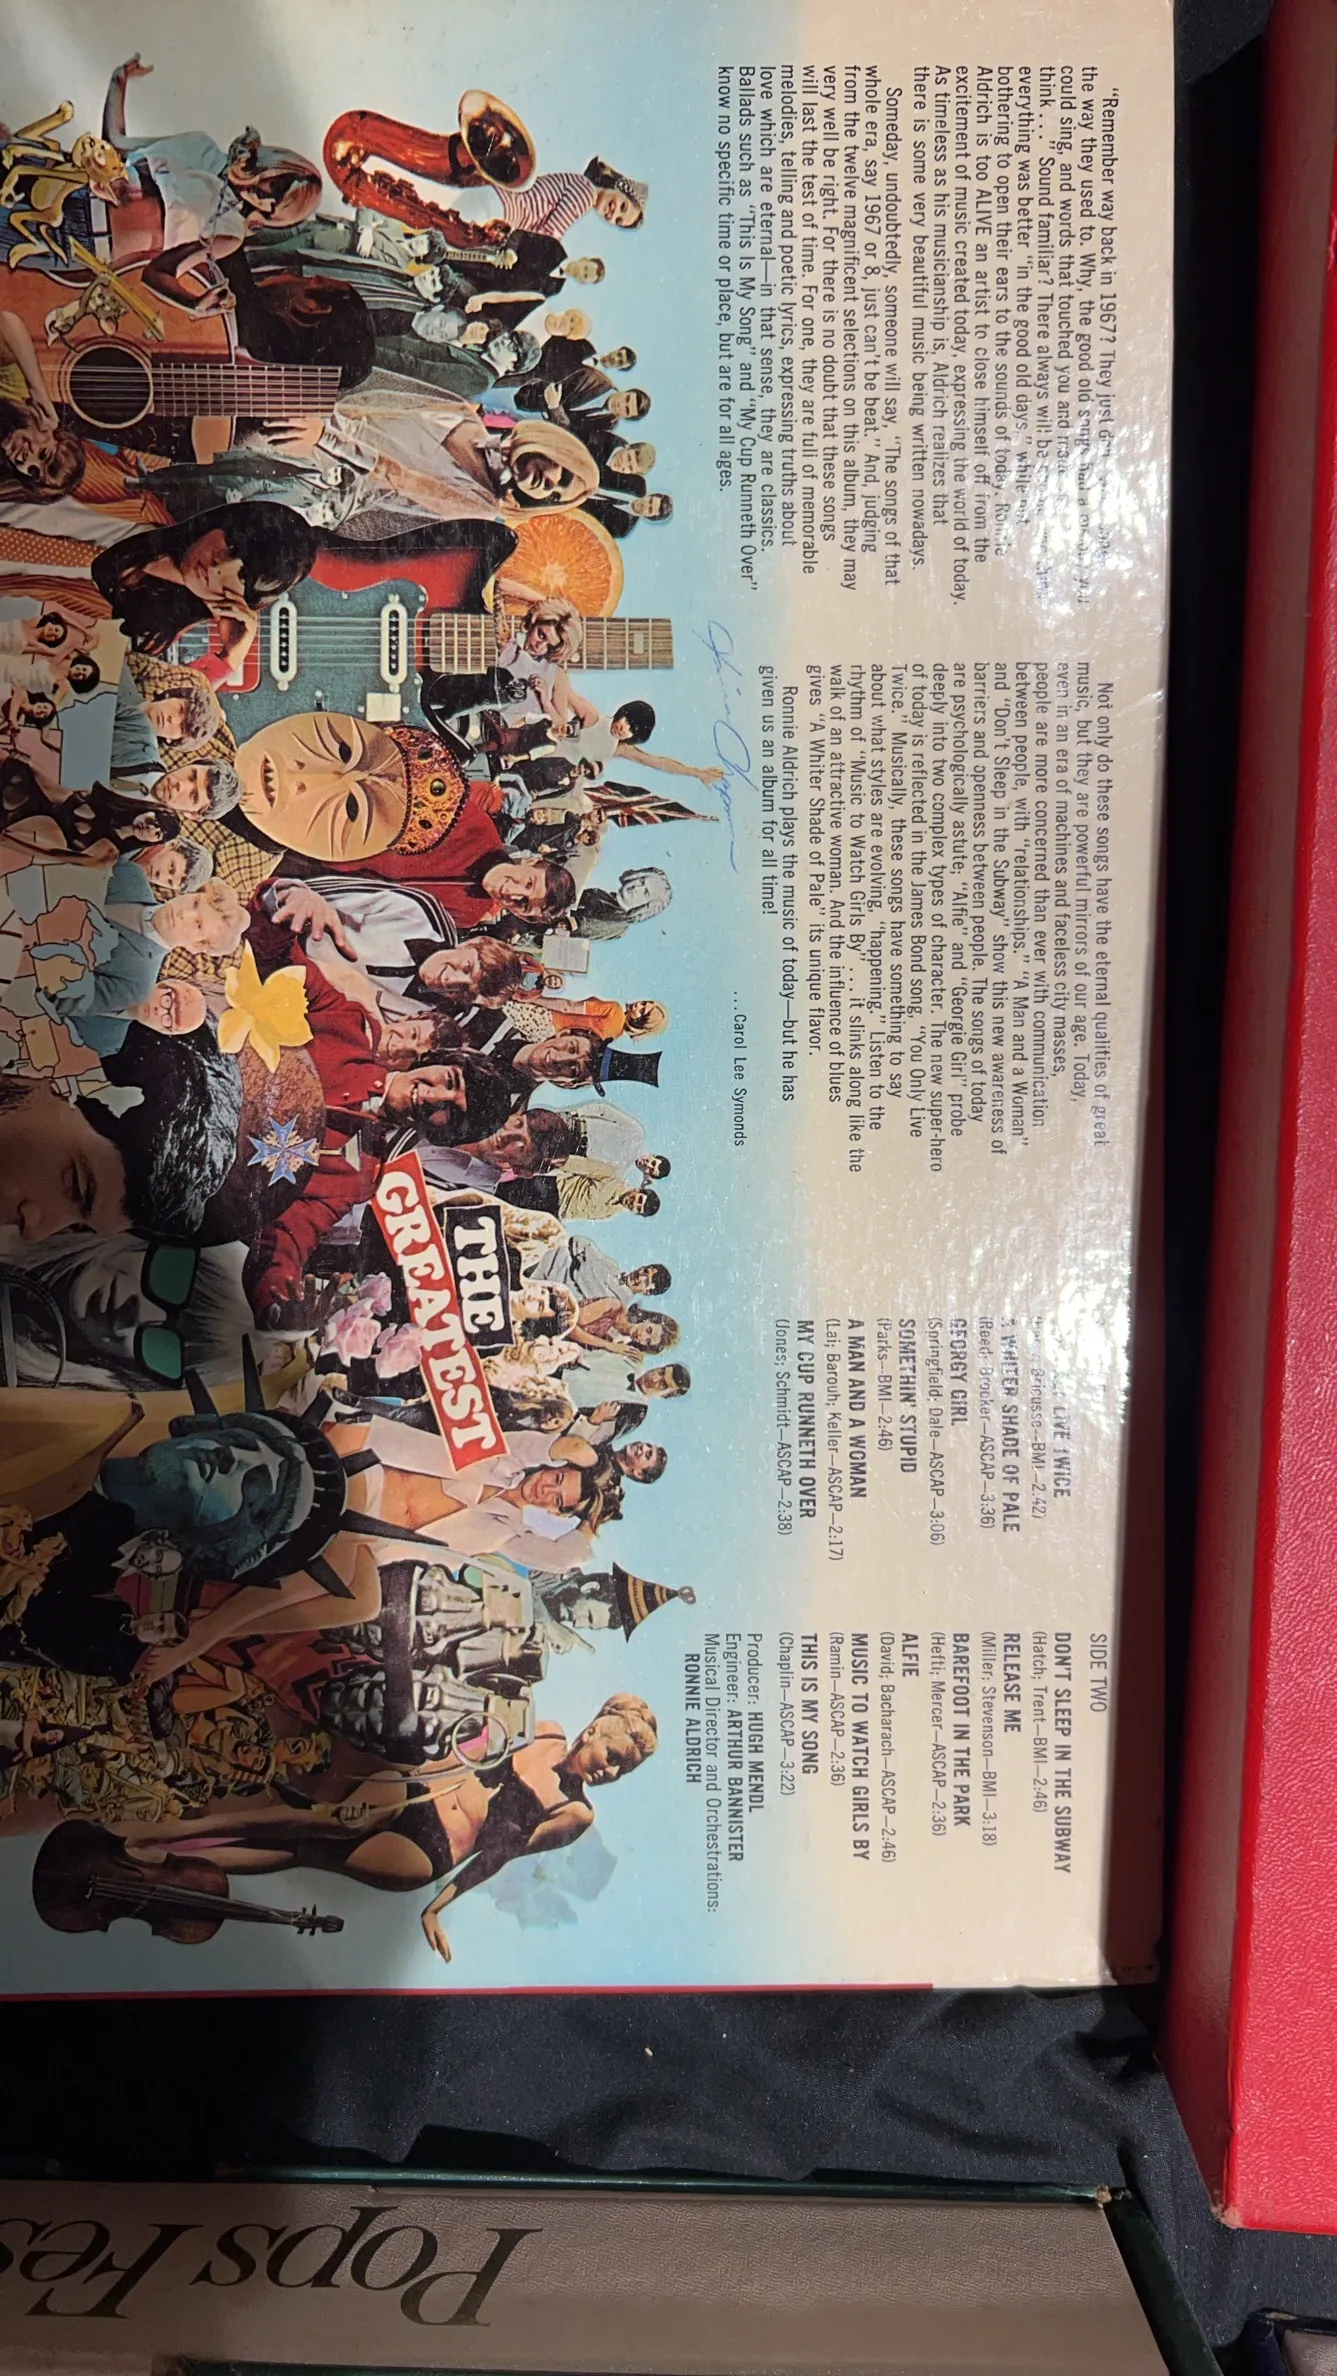 "Remember way back in 1967? They just
the way they used to. Why, the good old songs had a melody you
could sing, and words that touched you and made
think...." Sound familiar? There always will be
everything was better "in the good old days," while not
bothering to open their ears to the sounds of today. Ronnie
Aldrich is too ALIVE an artist to close himself off from the
excitement of music created today, expressing the world of today.
As timeless as his musicianship is, Aldrich realizes that
there is some very beautiful music being written nowadays.
Someday, undoubtedly, someone will say, "The songs of that
whole era, say 1967 or 8, just can't be beat." And, judging
from the twelve magnificent selections on this album, they may
very well be right. For there is no doubt that these songs
will last the test of time. For one, they are full of memorable
melodies, telling and poetic lyrics, expressing truths about
love which are eternal—in that sense, they are classics.
Ballads such as "This Is My Song" and "My Cup Runneth Over"
know no specific time or place, but are for all ages.
Not only do these songs have the eternal qualities of great
music, but they are powerful mirrors of our age. Today,
even in an era of machines and faceless city masses,
people are more concerned than ever with communication
between people, with "relationships." "A Man and a Woman"
and "Don't Sleep in the Subway" show this new awareness of
barriers and openness between people. The songs of today
are psychologically astute; "Alfie" and "Georgie Girl" probe
deeply into two complex types of character. The new super-hero
of today is reflected in the James Bond song, "You Only Live
Twice." Musically, these songs have something to say
about what styles are evolving, "happening." Listen to the
rhythm of "Music to Watch Girls By"... it slinks along like the
walk of an attractive woman. And the influence of blues
gives "A Whiter Shade of Pale" its unique flavor.
Ronnie Aldrich plays the music of today—but he has
given us an album for all time!
....Carol Lee Symonds
LIVE TWICE
Bricusse—BMI—2:42)
A WHITER SHADE OF PALE
(Reed; Brooker—ASCAP—3:36)
GEORGY GIRL
(Springfield; Dale—ASCAP—3:06)
SOMETHIN' STUPID
(Parks—BMI—2:46)
A MAN AND A WOMAN
(Lai; Barouh; Keller—ASCAP—2:17)
MY CUP RUNNETH OVER
(Jones; Schmidt—ASCAP—2:38)
SIDE TWO
DON'T SLEEP IN THE SUBWAY
(Hatch; Trent—BMI—2:46)
RELEASE ME
(Miller; Stevenson—BMI—3:18)
BAREFOOT IN THE PARK
(Hefti; Mercer—ASCAP—2:36)
ALFIE
(David; Bacharach—ASCAP—2:46)
MUSIC TO WATCH GIRLS BY
(Ramin—ASCAP—2:36)
THIS IS MY SONG
(Chaplin—ASCAP—3:22)
Producer: HUGH MENDL
Engineer: ARTHUR BANNISTER
Musical Director and Orchestrations:
RONNIE ALDRICH
THE
GREATEST
Pops Fes